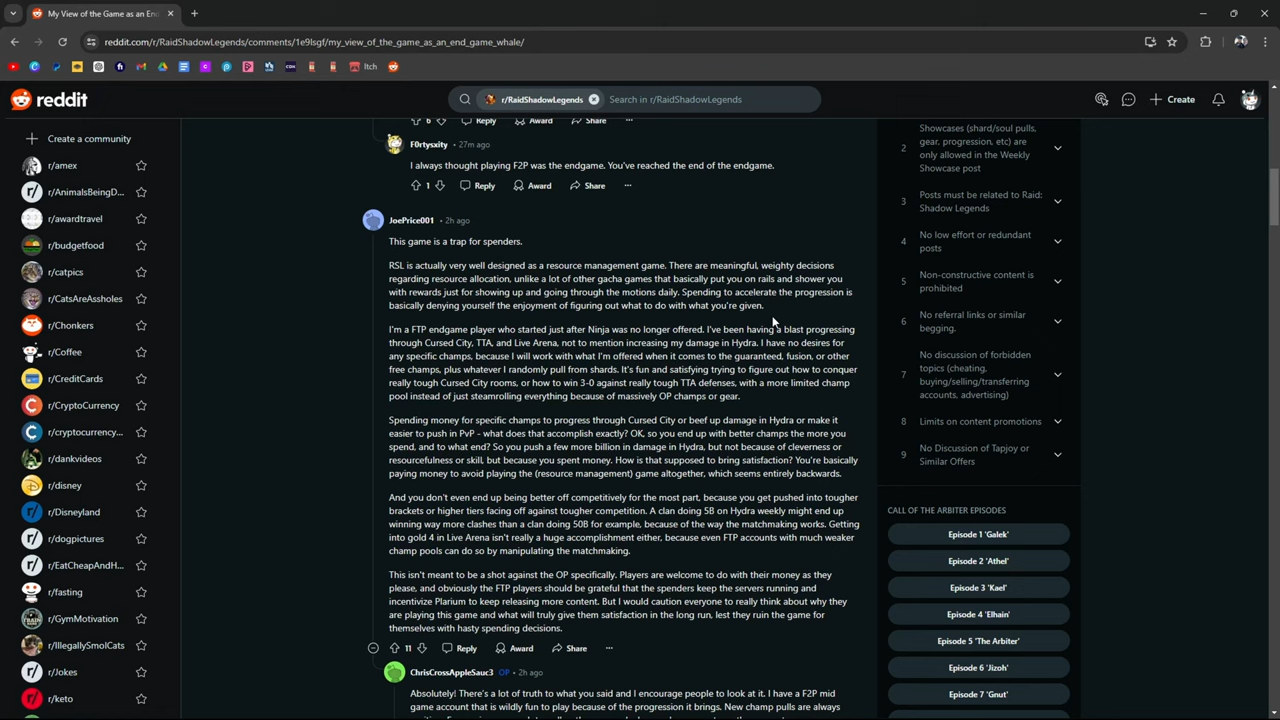 My View of the Game as an En
reddit.com/r/RaidShadowLegends/comments/1e9lsgf/my_view_of_the_game_as_an_end_game_whale/
Itch
reddit
r/RaidShadowLegends
Search in r/RaidShadowLegends
Create
Create a community
r/amex
r/AnimalsBeingD...
r/awardtravel
r/budgetfood
r/catpics
r/CatsAreAssholes
r/Chonkers
r/Coffee
r/CreditCards
r/CryptoCurrency
r/cryptocurrency...
r/dankvideos
r/disney
r/Disneyland
r/dogpictures
r/EatCheapAndH...
r/fasting
r/GymMotivation
r/IllegallySmolCats
r/Jokes
r/keto
6 Reply Award Share ...
F0rtysxity • 27m ago
I always thought playing F2P was the endgame. You've reached the end of the endgame.
1 Reply Award Share ...
JoePrice001 • 2h ago
This game is a trap for spenders.
RSL is actually very well designed as a resource management game. There are meaningful, weighty decisions
regarding resource allocation, unlike a lot of other gacha games that basically put you on rails and shower you
with rewards just for showing up and going through the motions daily. Spending to accelerate the progression is
basically denying yourself the enjoyment of figuring out what to do with what you're given.
I'm a FTP endgame player who started just after Ninja was no longer offered. I've been having a blast progressing
through Cursed City, TTA, and Live Arena, not to mention increasing my damage in Hydra. I have no desires for
any specific champs, because I will work with what I'm offered when it comes to the guaranteed, fusion, or other
free champs, plus whatever I randomly pull from shards. It's fun and satisfying trying to figure out how to conquer
really tough Cursed City rooms, or how to win 3-0 against really tough TTA defenses, with a more limited champ
pool instead of just steamrolling everything because of massively OP champs or gear.
Spending money for specific champs to progress through Cursed City or beef up damage in Hydra or make it
easier to push in PvP - what does that accomplish exactly? OK, so you end up with better champs the more you
spend, and to what end? So you push a few more billion in damage in Hydra, but not because of cleverness or
resourcefulness or skill, but because you spent money. How is that supposed to bring satisfaction? You're basically
paying money to avoid playing the (resource management) game altogether, which seems entirely backwards.
And you don't even end up being better off competitively for the most part, because you get pushed into tougher
brackets or higher tiers facing off against tougher competition. A clan doing 5B on Hydra weekly might end up
winning way more clashes than a clan doing 50B for example, because of the way the matchmaking works. Getting
into gold 4 in Live Arena isn't really a huge accomplishment either, because even FTP accounts with much weaker
champ pools can do so by manipulating the matchmaking.
This isn't meant to be a shot against the OP specifically. Players are welcome to do with their money as they
please, and obviously the FTP players should be grateful that the spenders keep the servers running and
incentivize Plarium to keep releasing more content. But I would caution everyone to really think about why they
are playing this game and what will truly give them satisfaction in the long run, lest they ruin the game for
themselves with hasty spending decisions.
11 Reply Award Share ...
ChrisCrossAppleSauc3 OP • 2h ago
Absolutely! There's a lot of truth to what you said and I encourage people to look at it. I have a F2P mid
game account that is wildly fun to play because of the progression it brings. New champ pulls are always
2 Showcases (shard/soul pulls,
gear, progression, etc) are
only allowed in the Weekly
Showcase post
3 Posts must be related to Raid:
Shadow Legends
4 No low effort or redundant
posts
5 Non-constructive content is
prohibited
6 No referral links or similar
begging.
7 No discussion of forbidden
topics (cheating,
buying/selling/transferring
accounts, advertising)
8 Limits on content promotions
9 No Discussion of Tapjoy or
Similar Offers
CALL OF THE ARBITER EPISODES
Episode 1 'Galek'
Episode 2 'Athel'
Episode 3 'Kael'
Episode 4 'Elhain'
Episode 5 'The Arbiter'
Episode 6 'Jizoh'
Episode 7 'Gnut'